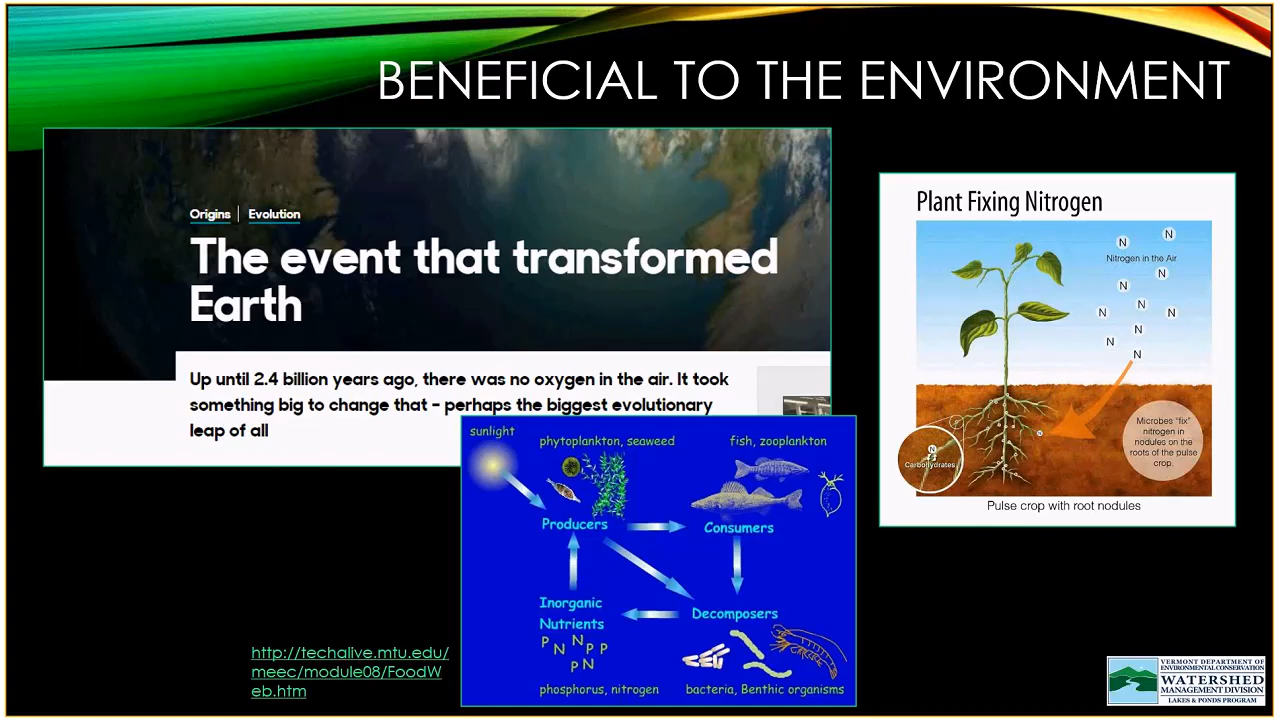 BENEFICIAL TO THE ENVIRONMENT
Origins | Evolution
The event that transformed
Earth
Up until 2.4 billion years ago, there was no oxygen in the air. It took
something big to change that – perhaps the biggest evolutionary
leap of all
Plant Fixing Nitrogen
N
N
Nitrogen in the Air
N
N
N
N
N
N
N
N
Microbes "fix"
nitrogen in
nodules on the
roots of the pulse
crop.
N
N
Carbohydrates
Pulse crop with root nodules
sunlight
phytoplankton, seaweed
fish, zooplankton
Producers
Consumers
Inorganic
Nutrients
Decomposers
P N N P P
P N
phosphorus, nitrogen
bacteria, Benthic organisms
http://techalive.mtu.edu/
meec/module08/FoodW
eb.htm
VERMONT DEPARTMENT OF
ENVIRONMENTAL CONSERVATION
WATERSHED
MANAGEMENT DIVISION
LAKES & PONDS PROGRAM